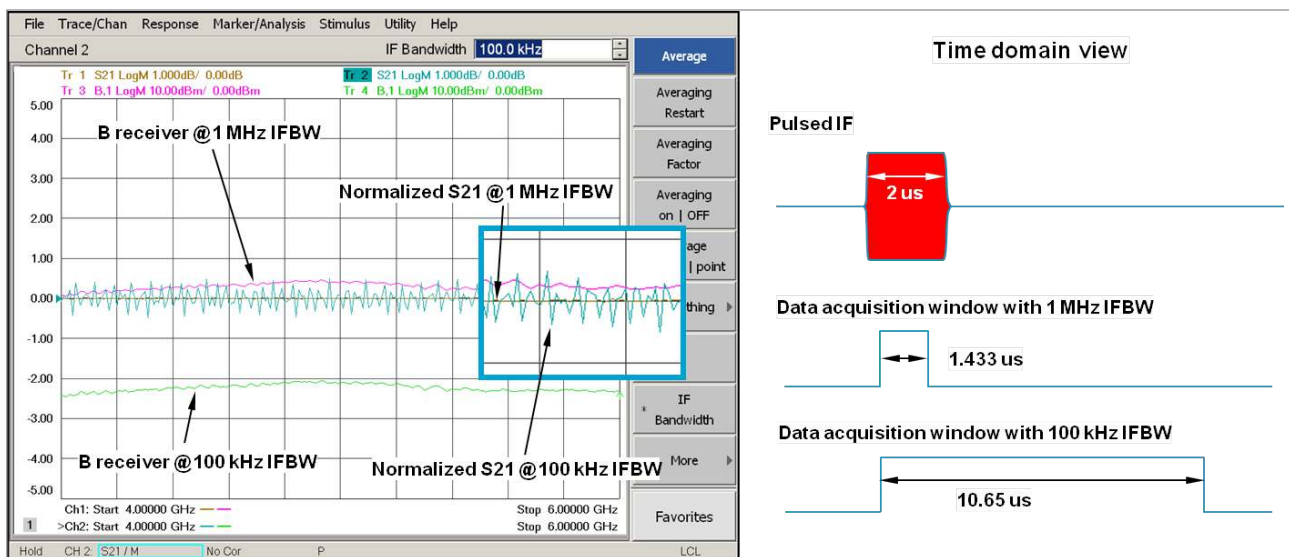 File Trace/Chan Response Marker/Analysis Stimulus Utility Help
Channel 2
IF Bandwidth 100.0 kHz
Tr 1 S21 LogM 1.000dB/ 0.00dB
Tr 2 S21 LogM 1.000dB/ 0.00dB
Tr 3 B,1 LogM 10.00dBm/ 0.00dBm
Tr 4 B,1 LogM 10.00dBm/ 0.00dBm
5.00
4.00
3.00
2.00
1.00
0.00
-1.00
-2.00
-3.00
-4.00
-5.00
B receiver @1 MHz IFBW
Normalized S21 @1 MHz IFBW
B receiver @100 kHz IFBW
Normalized S21 @100 kHz IFBW
1
Ch1: Start 4.00000 GHz
Stop 6.00000 GHz
>Ch2: Start 4.00000 GHz
Stop 6.00000 GHz
Hold CH 2: S21 / M No Cor P LCL
Average
Averaging
Restart
Averaging
Factor
Averaging
on | OFF
age
| point
thing
* IF
Bandwidth
More
Favorites
Time domain view
Pulsed IF
2 us
Data acquisition window with 1 MHz IFBW
1.433 us
Data acquisition window with 100 kHz IFBW
10.65 us